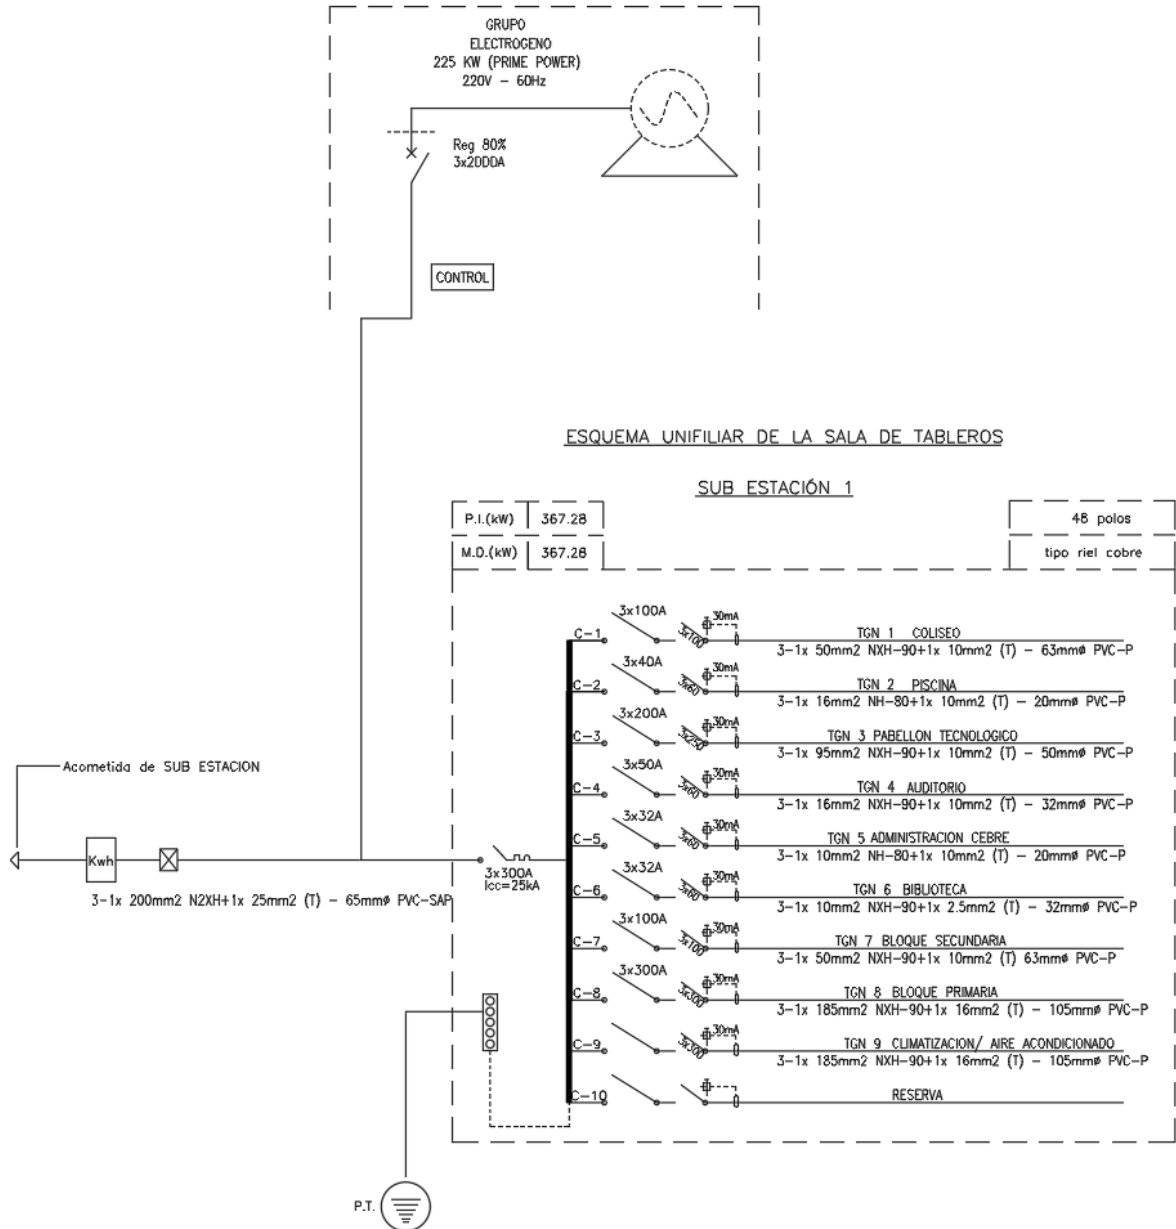 GRUPO
ELECTROGENO
225 KW (PRIME POWER)
220V - 60Hz
Reg 80%
3x2000A
CONTROL
ESQUEMA UNIFILIAR DE LA SALA DE TABLEROS
SUB ESTACIÓN 1
P.I.(kW) 367.28
48 polos
M.D.(kW) 367.28
tipo riel cobre
C-1 3x100A 3x100 30mA TGN 1 COLISEO
3-1x 50mm2 NXH-90+1x 10mm2 (T) - 63mmø PVC-P
C-2 3x40A 3x60 30mA TGN 2 PISCINA
3-1x 16mm2 NH-80+1x 10mm2 (T) - 20mmø PVC-P
C-3 3x200A 3x250 30mA TGN 3 PABELLON TECNOLOGICO
3-1x 95mm2 NXH-90+1x 10mm2 (T) - 50mmø PVC-P
C-4 3x50A 3x60 30mA TGN 4 AUDITORIO
3-1x 16mm2 NXH-90+1x 10mm2 (T) - 32mmø PVC-P
C-5 3x32A 3x60 30mA TGN 5 ADMINISTRACION CEBRE
3-1x 10mm2 NH-80+1x 10mm2 (T) - 20mmø PVC-P
C-6 3x32A 3x60 30mA TGN 6 BIBLIOTECA
3-1x 10mm2 NXH-90+1x 2.5mm2 (T) - 32mmø PVC-P
C-7 3x100A 3x100 30mA TGN 7 BLOQUE SECUNDARIA
3-1x 50mm2 NXH-90+1x 10mm2 (T) 63mmø PVC-P
C-8 3x300A 3x300 30mA TGN 8 BLOQUE PRIMARIA
3-1x 185mm2 NXH-90+1x 16mm2 (T) - 105mmø PVC-P
C-9 3x300 30mA TGN 9 CLIMATIZACION/ AIRE ACONDICIONADO
3-1x 185mm2 NXH-90+1x 16mm2 (T) - 105mmø PVC-P
C-10 RESERVA
Acometida de SUB ESTACION
Kwh
3x300A
Icc=25kA
3-1x 200mm2 N2XH+1x 25mm2 (T) - 65mmø PVC-SAP
P.T.